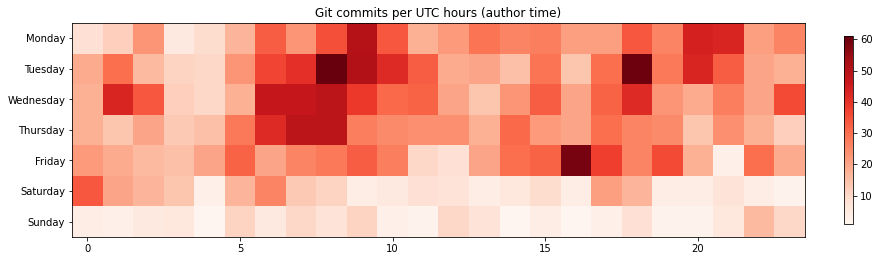 Git commits per UTC hours (author time)
Monday
Tuesday
Wednesday
Thursday
Friday
Saturday
Sunday
0 5 10 15 20
60
50
40
30
20
10